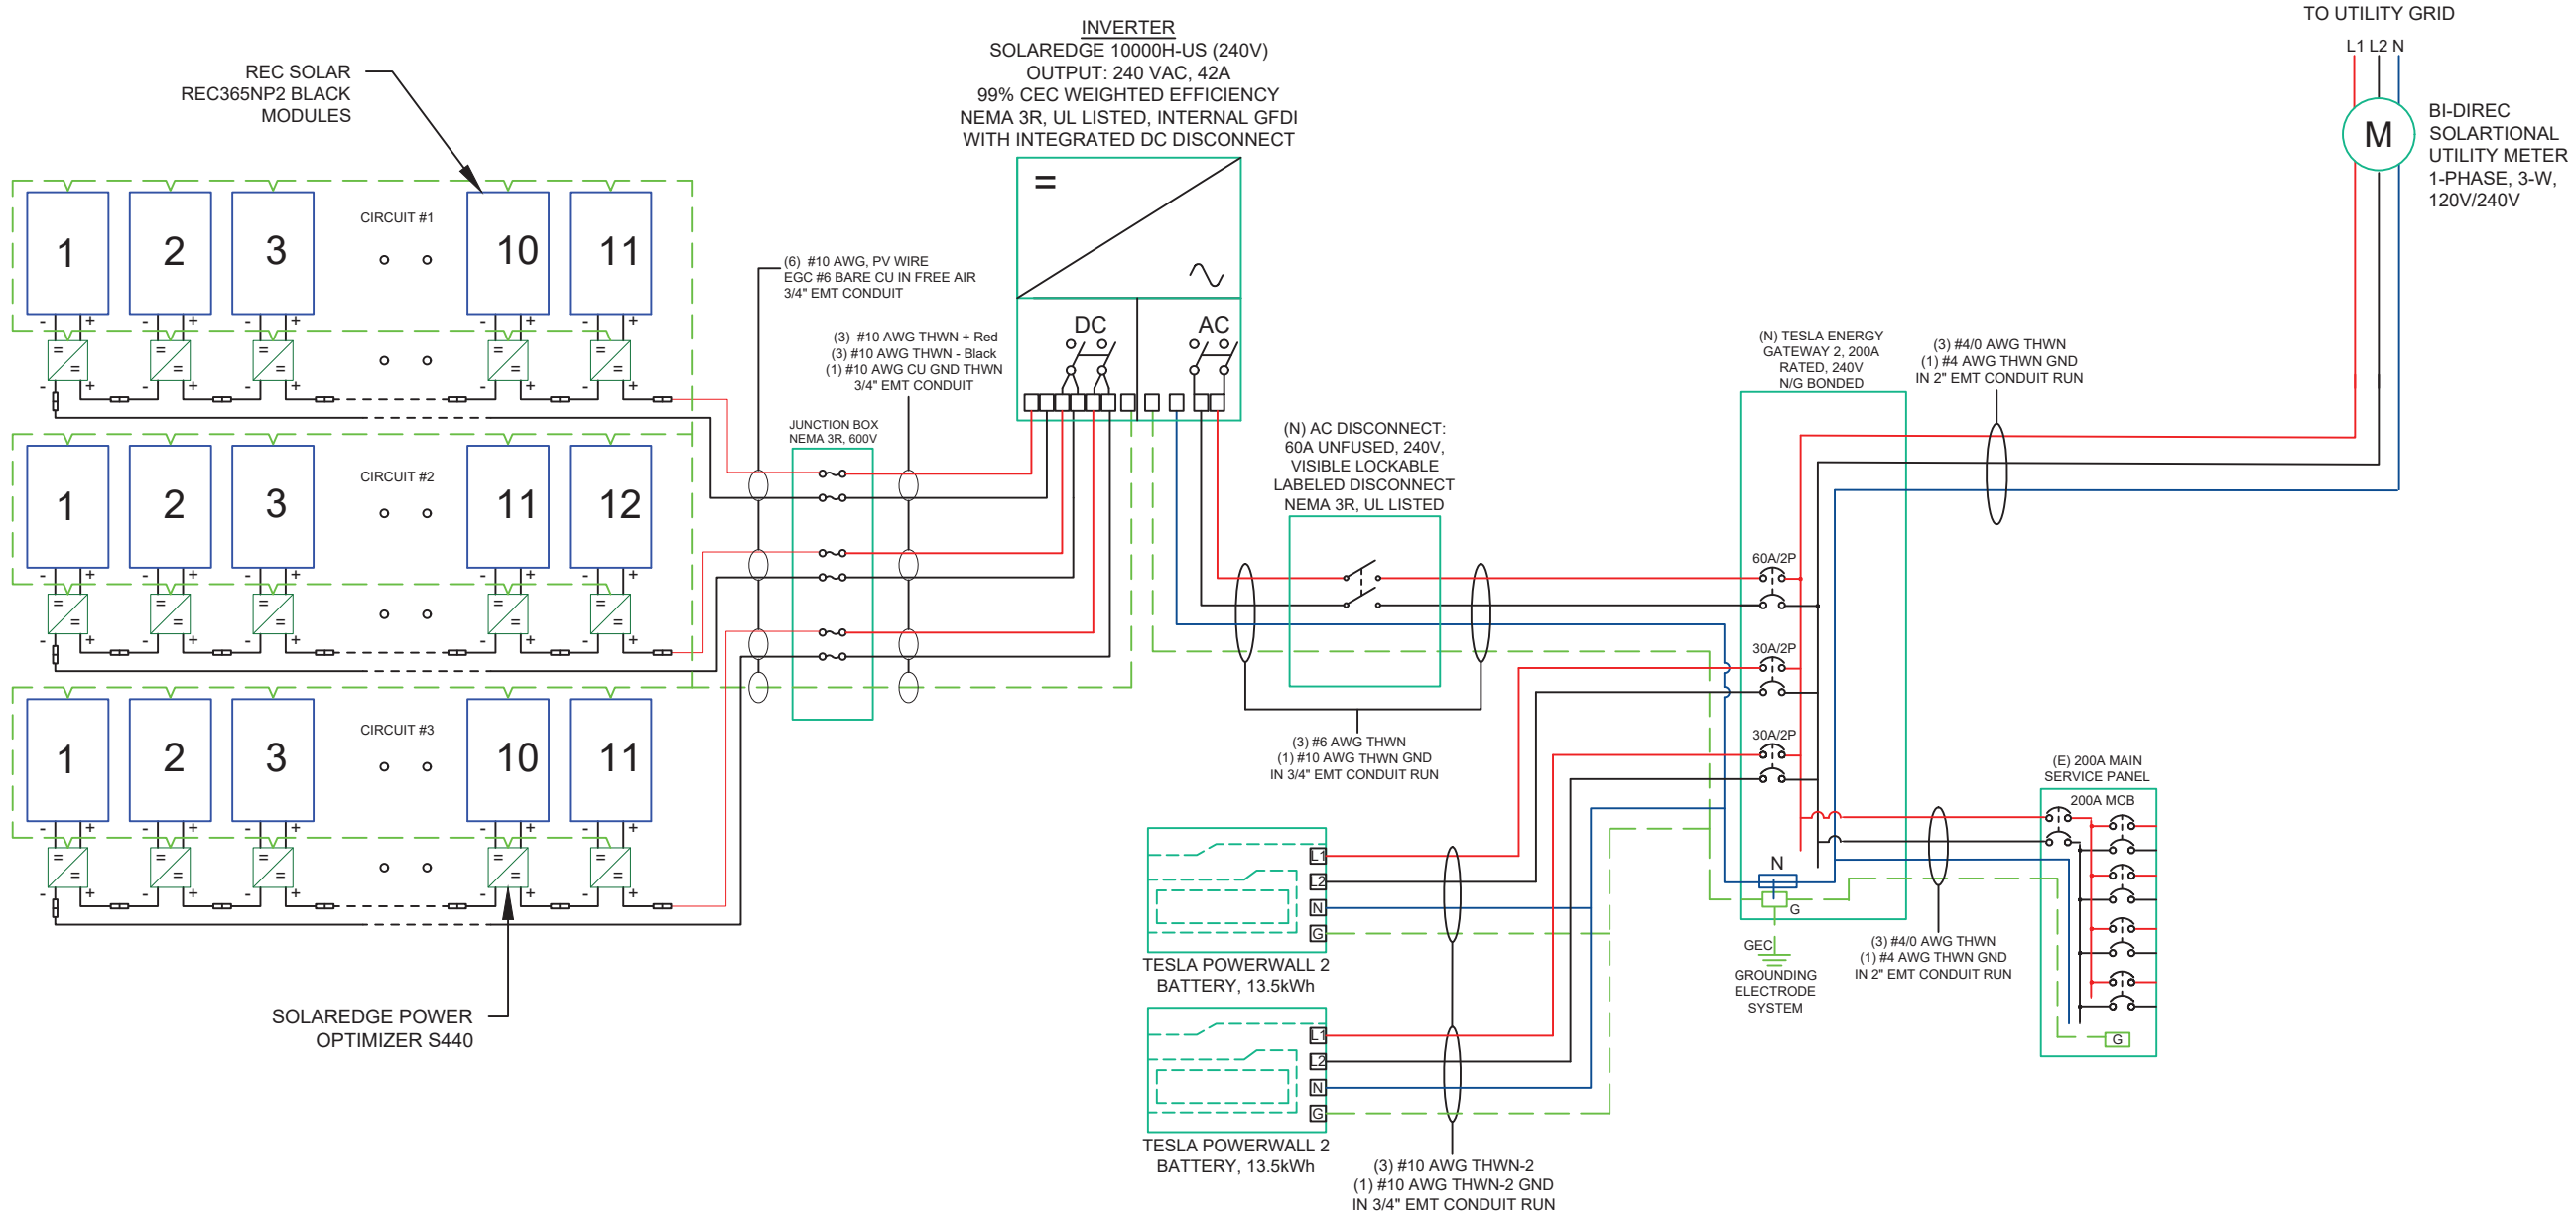 TO UTILITY GRID
L1 L2 N
M
BI-DIREC
SOLARTIONAL
UTILITY METER
1-PHASE, 3-W,
120V/240V
INVERTER
SOLAREDGE 10000H-US (240V)
OUTPUT: 240 VAC, 42A
99% CEC WEIGHTED EFFICIENCY
NEMA 3R, UL LISTED, INTERNAL GFDI
WITH INTEGRATED DC DISCONNECT
DC
AC
REC SOLAR
REC365NP2 BLACK
MODULES
1 2 3 CIRCUIT #1 10 11
- + - + - + - + - +
- + - + - + - + - +
1 2 3 CIRCUIT #2 11 12
- + - + - + - + - +
- + - + - + - + - +
1 2 3 CIRCUIT #3 10 11
- + - + - + - + - +
- + - + - + - + - +
SOLAREDGE POWER
OPTIMIZER S440
(6) #10 AWG, PV WIRE
EGC #6 BARE CU IN FREE AIR
3/4" EMT CONDUIT
(3) #10 AWG THWN + Red
(3) #10 AWG THWN - Black
(1) #10 AWG CU GND THWN
3/4" EMT CONDUIT
JUNCTION BOX
NEMA 3R, 600V
(N) AC DISCONNECT:
60A UNFUSED, 240V,
VISIBLE LOCKABLE
LABELED DISCONNECT
NEMA 3R, UL LISTED
(3) #6 AWG THWN
(1) #10 AWG THWN GND
IN 3/4" EMT CONDUIT RUN
(N) TESLA ENERGY
GATEWAY 2, 200A
RATED, 240V
N/G BONDED
60A/2P
30A/2P
30A/2P
N
G
GEC
GROUNDING
ELECTRODE
SYSTEM
(3) #4/0 AWG THWN
(1) #4 AWG THWN GND
IN 2" EMT CONDUIT RUN
(E) 200A MAIN
SERVICE PANEL
200A MCB
G
(3) #4/0 AWG THWN
(1) #4 AWG THWN GND
IN 2" EMT CONDUIT RUN
L1
L2
N
G
TESLA POWERWALL 2
BATTERY, 13.5kWh
L1
L2
N
G
TESLA POWERWALL 2
BATTERY, 13.5kWh
(3) #10 AWG THWN-2
(1) #10 AWG THWN-2 GND
IN 3/4" EMT CONDUIT RUN